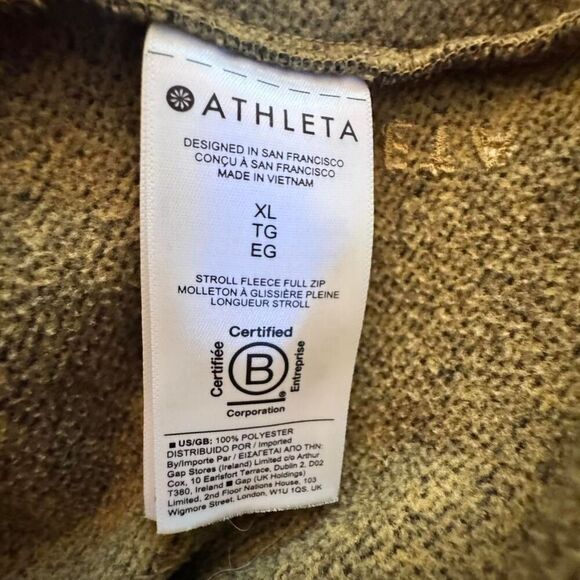 ATHLETA
DESIGNED IN SAN FRANCISCO
CONÇU À SAN FRANCISCO
MADE IN VIETNAM
XL
TG
EG
STROLL FLEECE FULL ZIP
MOLLETON À GLISSIÈRE PLEINE
LONGUEUR STROLL
Certified
Certifiée
B
®
Entreprise
Corporation
■ US/GB: 100% POLYESTER
DISTRIBUIDO POR / Imported
By/Importe Par / ΕΙΣΑΓΕΤΑΙ ΑΠΟ ΤΗΝ:
Gap Stores (Ireland) Limited c/o Arthur
Cox, 10 Earlsfort Terrace, Dublin 2, D02
T380, Ireland ■ Gap (UK Holdings)
Limited, 2nd Floor Nations House, 103
Wigmore Street, London, W1U 1QS, UK